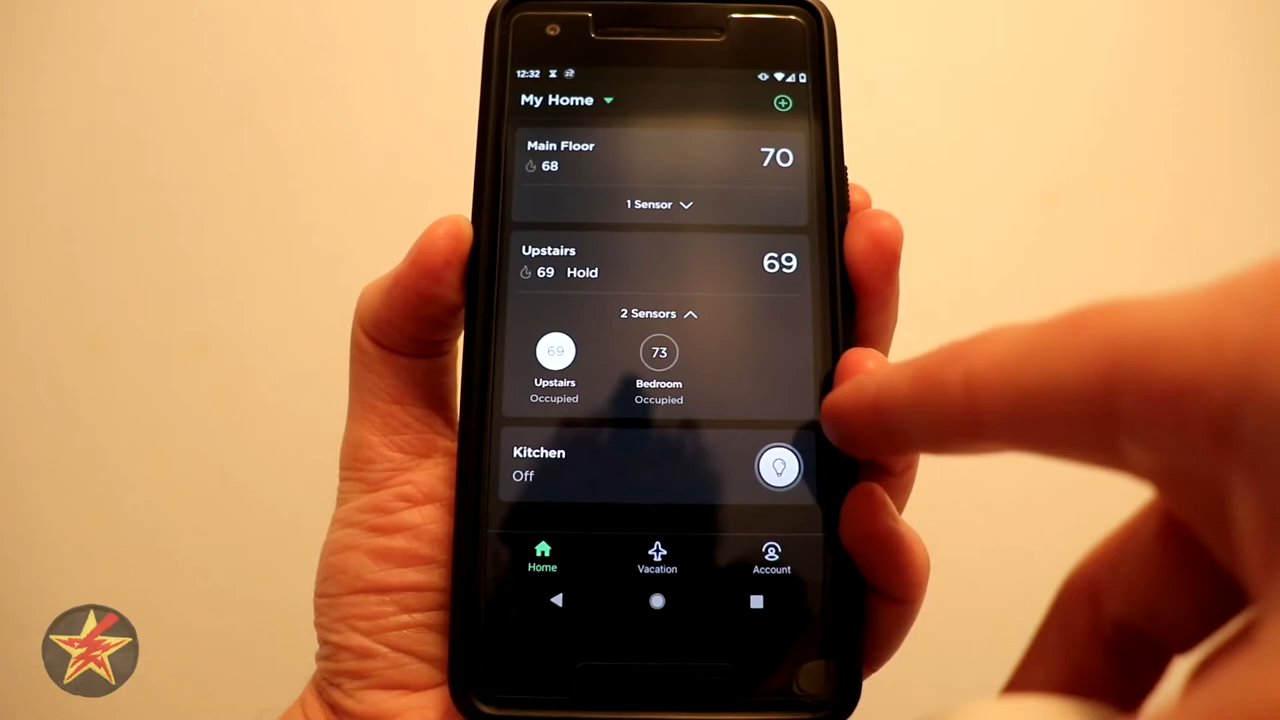 12:32
My Home
Main Floor
68
70
1 Sensor
Upstairs
69 Hold
69
2 Sensors
69
73
Upstairs
Bedroom
Occupied
Occupied
Kitchen
Off
Home
Vacation
Account